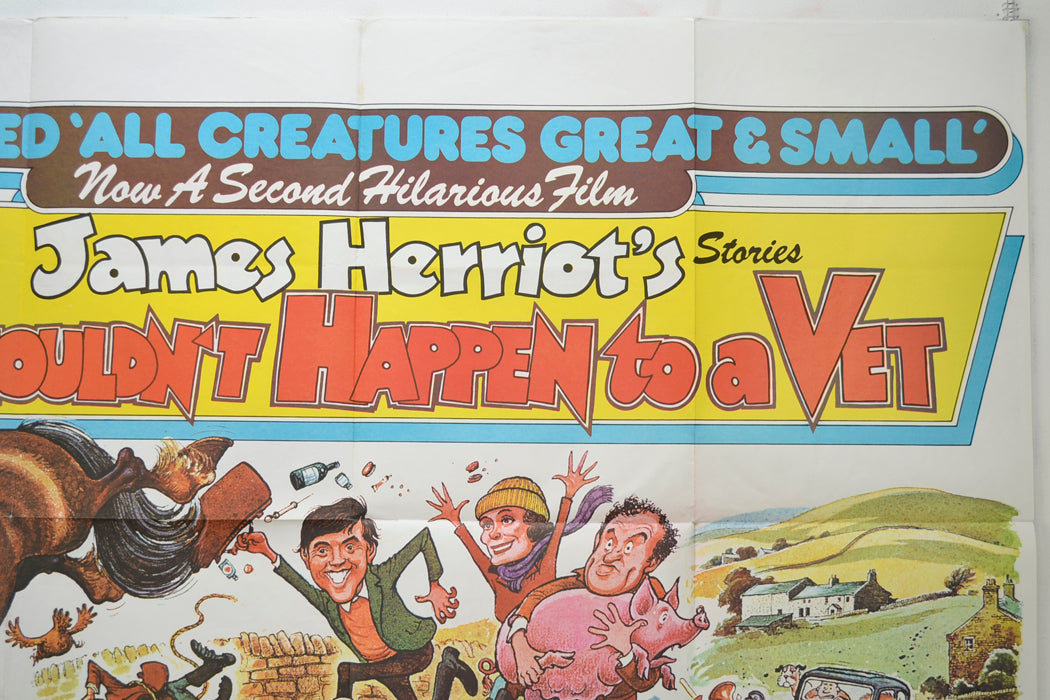 ED 'ALL CREATURES GREAT & SMALL'
Now A Second Hilarious Film
James Herriot's Stories
OULDN'T HAPPEN to a VET